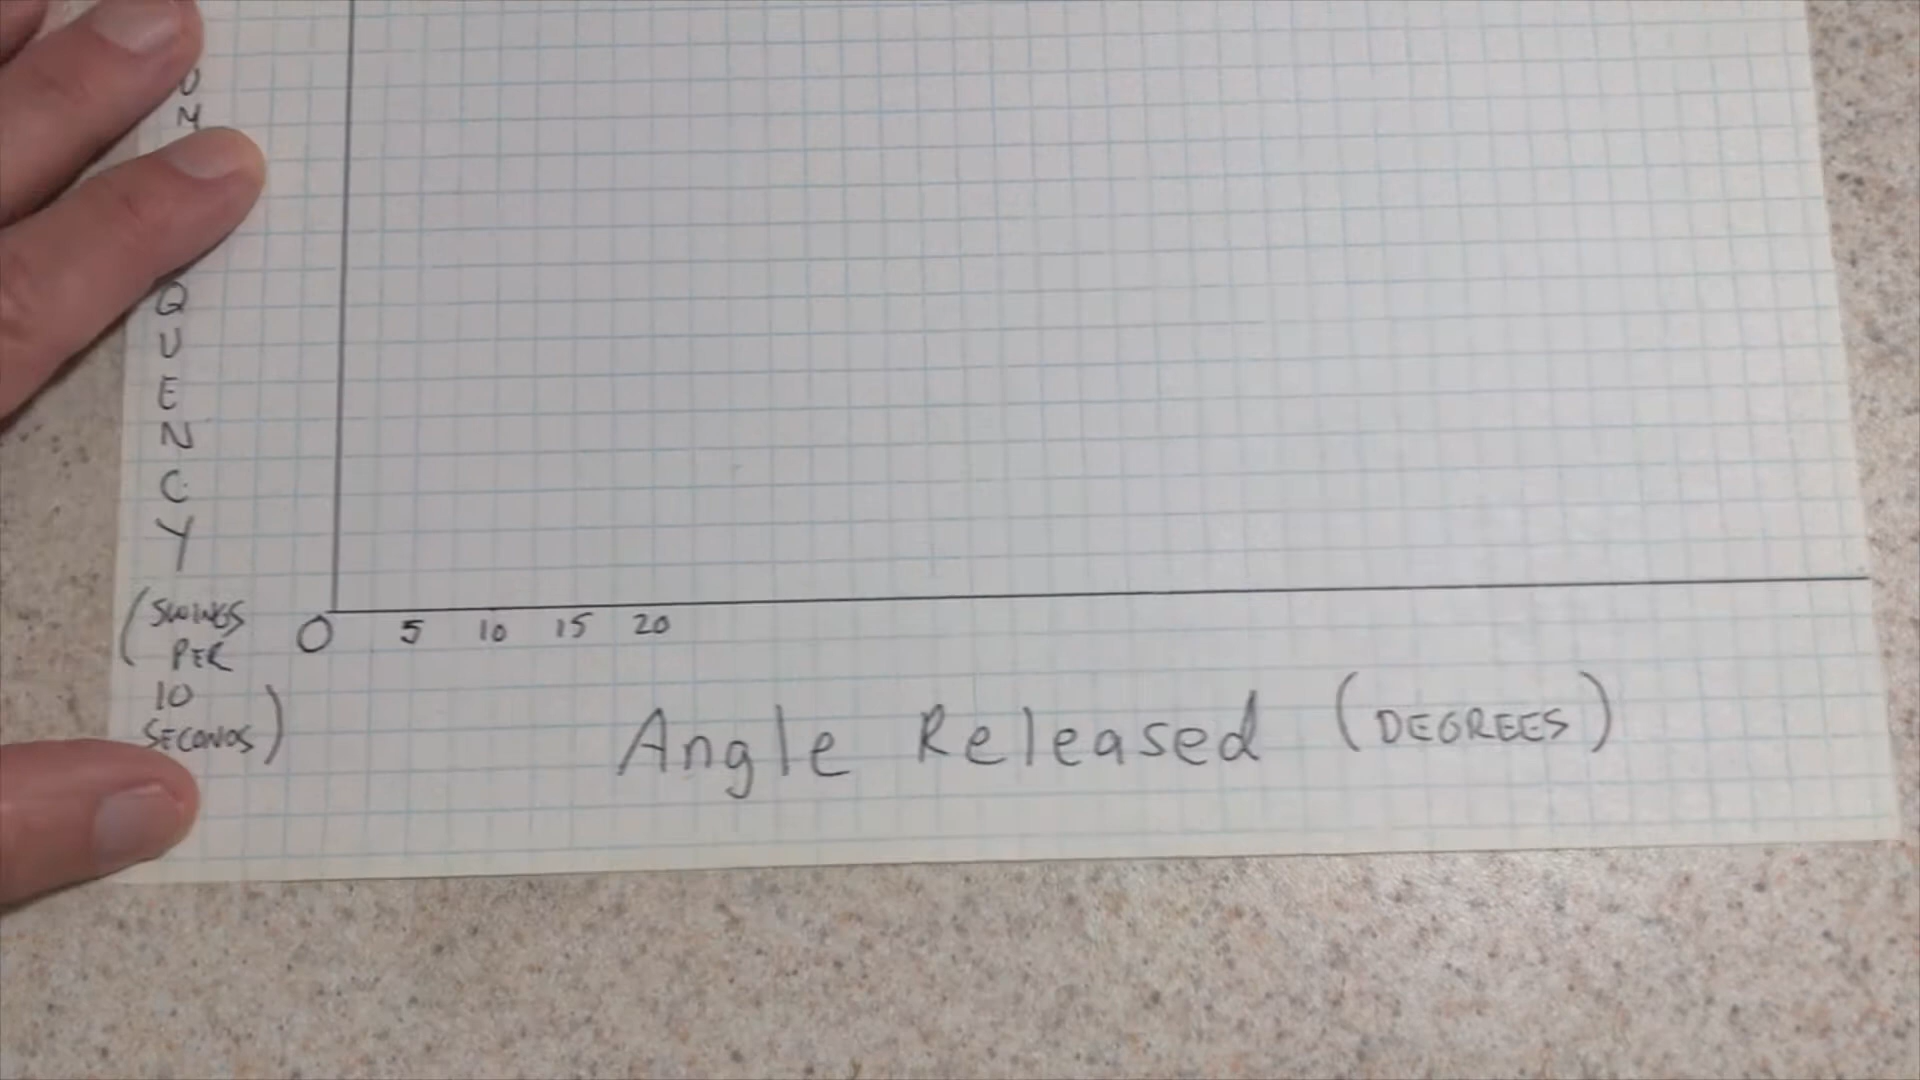 Q
U
E
N
C
Y
(SWINGS
PER
10
SECONDS)
0 5 10 15 20
Angle Released (DEGREES)